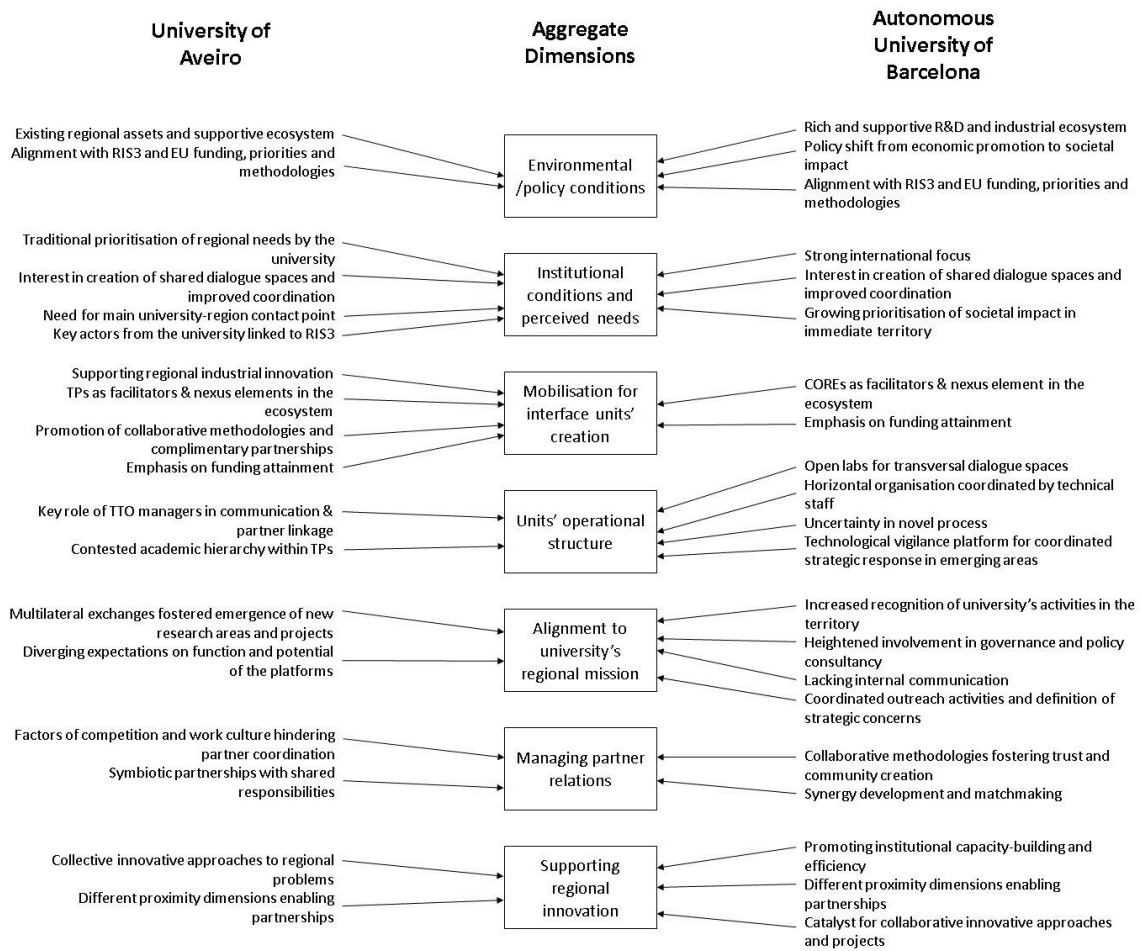 University of
Aveiro
Aggregate
Dimensions
Autonomous
University of
Barcelona
Existing regional assets and supportive ecosystem
Alignment with RIS3 and EU funding, priorities and
methodologies
Environmental
/policy conditions
Rich and supportive R&D and industrial ecosystem
Policy shift from economic promotion to societal
impact
Alignment with RIS3 and EU funding, priorities and
methodologies
Traditional prioritisation of regional needs by the
university
Interest in creation of shared dialogue spaces and
improved coordination
Need for main university-region contact point
Key actors from the university linked to RIS3
Institutional
conditions and
perceived needs
Strong international focus
Interest in creation of shared dialogue spaces and
improved coordination
Growing prioritisation of societal impact in
immediate territory
Supporting regional industrial innovation
TPs as facilitators & nexus elements in the
ecosystem
Promotion of collaborative methodologies and
complimentary partnerships
Emphasis on funding attainment
Mobilisation for
interface units'
creation
COREs as facilitators & nexus element in the
ecosystem
Emphasis on funding attainment
Key role of TTO managers in communication &
partner linkage
Contested academic hierarchy within TPs
Units' operational
structure
Open labs for transversal dialogue spaces
Horizontal organisation coordinated by technical
staff
Uncertainty in novel process
Technological vigilance platform for coordinated
strategic response in emerging areas
Multilateral exchanges fostered emergence of new
research areas and projects
Diverging expectations on function and potential
of the platforms
Alignment to
university's
regional mission
Increased recognition of university's activities in the
territory
Heightened involvement in governance and policy
consultancy
Lacking internal communication
Coordinated outreach activities and definition of
strategic concerns
Factors of competition and work culture hindering
partner coordination
Symbiotic partnerships with shared
responsibilities
Managing partner
relations
Collaborative methodologies fostering trust and
community creation
Synergy development and matchmaking
Collective innovative approaches to regional
problems
Different proximity dimensions enabling
partnerships
Supporting
regional
innovation
Promoting institutional capacity-building and
efficiency
Different proximity dimensions enabling
partnerships
Catalyst for collaborative innovative approaches
and projects